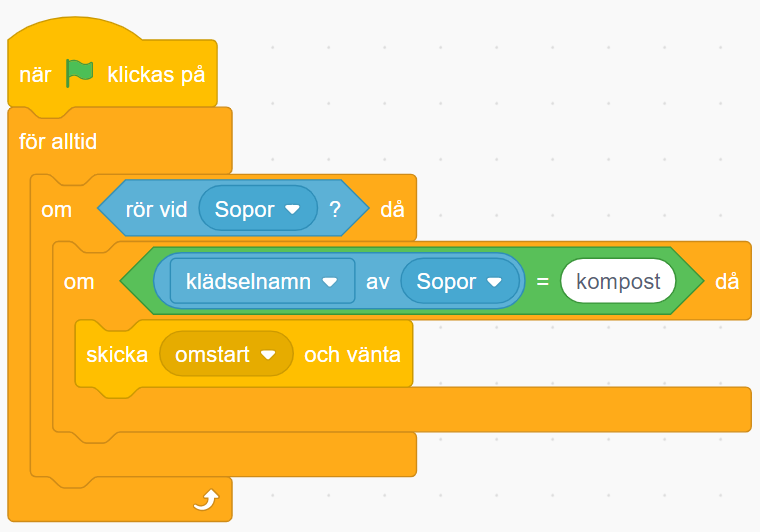 när klickas på
för alltid
om rör vid Sopor ? då
om klädselnamn av Sopor = kompost då
skicka omstart och vänta